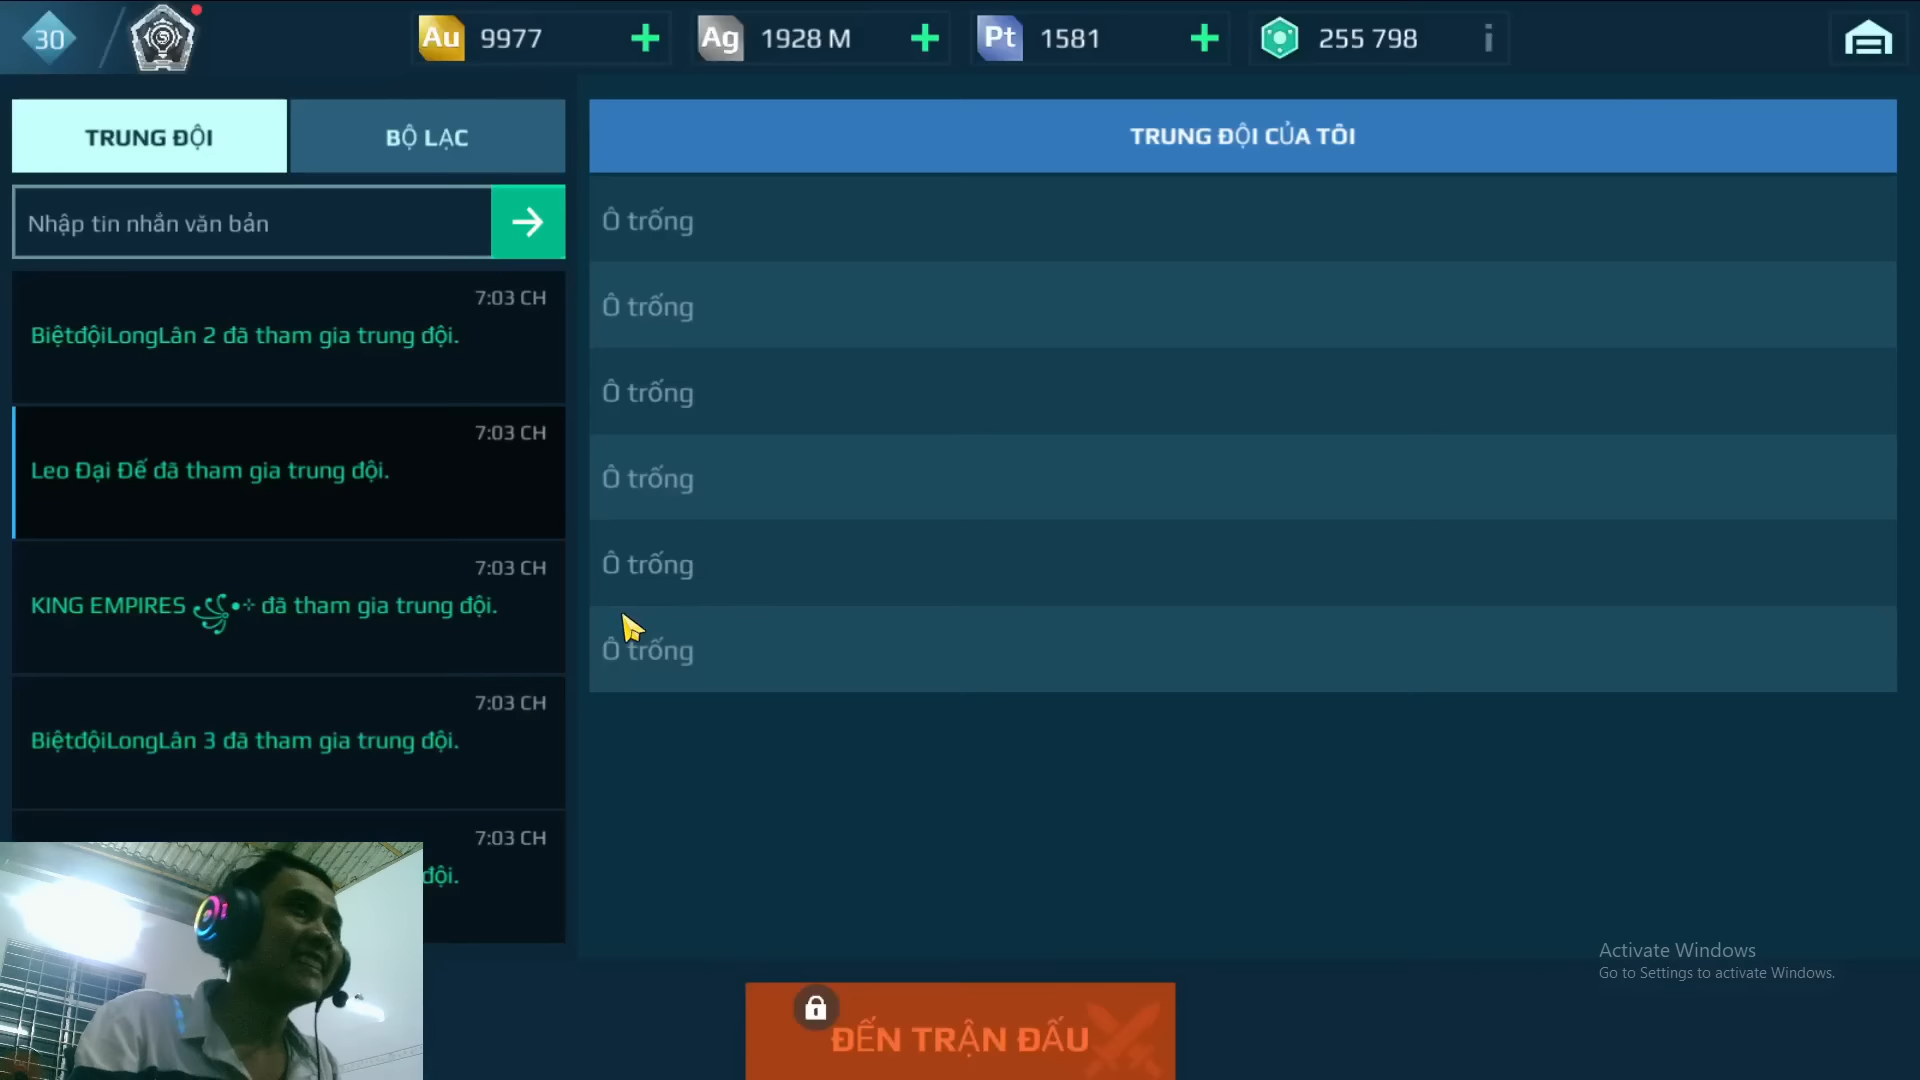 30
Au 9977
Ag 1928 M
Pt 1581
255 798
TRUNG ĐỘI
BỘ LẠC
TRUNG ĐỘI CỦA TÔI
Nhập tin nhắn văn bản
Ô trống
Ô trống
Ô trống
Ô trống
Ô trống
Ô trống
7:03 CH
BiệtđộiLongLân 2 đã tham gia trung đội.
7:03 CH
Leo Đại Đế đã tham gia trung đội.
7:03 CH
KING EMPIRES ꧁•⊹ đã tham gia trung đội.
7:03 CH
BiệtđộiLongLân 3 đã tham gia trung đội.
7:03 CH
đội.
Activate Windows
Go to Settings to activate Windows.
ĐẾN TRẬN ĐẤU